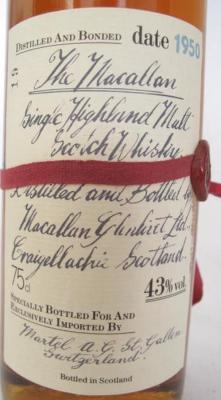 DISTILLED AND BONDED date 1950
The Macallan
Single Highland Malt
Scotch Whisky
Distilled and Bottled by
Macallan Glenlivet Ltd.
Craigellachie Scotland.
75cl 43% vol.
SPECIALLY BOTTLED FOR AND
EXCLUSIVELY IMPORTED BY
Martel A.G. St. Gallen
Switzerland.
Bottled in Scotland